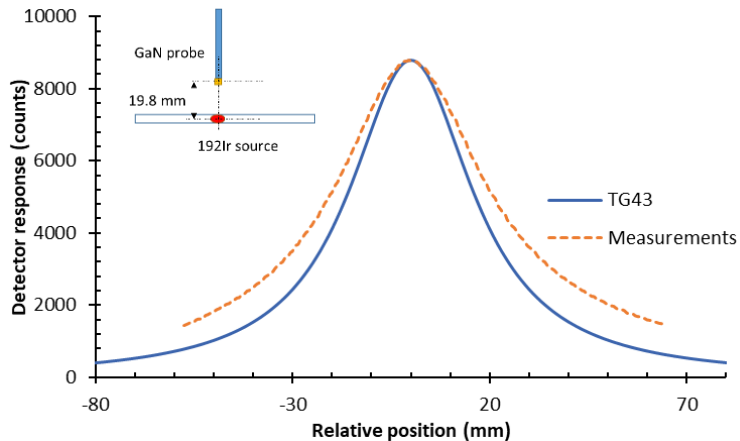 10000
8000
6000
4000
2000
0
Detector response (counts)
GaN probe
19.8 mm
192Ir source
TG43
Measurements
-80
-30
20
70
Relative position (mm)